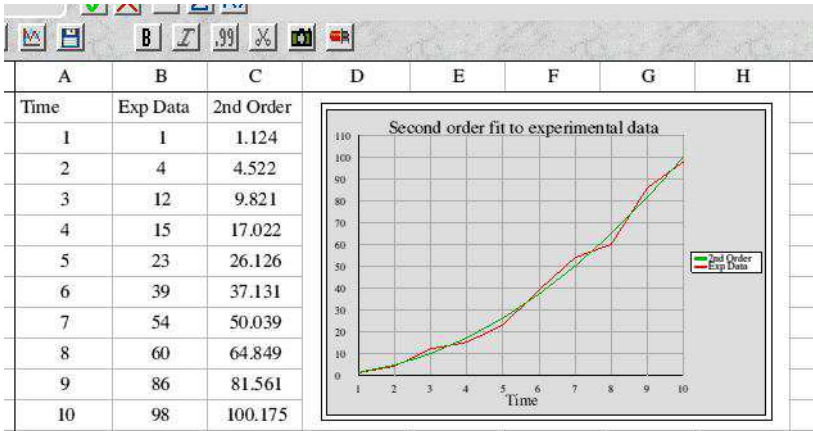 B I .99
A B C D E F G H
Time Exp Data 2nd Order
1 1 1.124
2 4 4.522
3 12 9.821
4 15 17.022
5 23 26.126
6 39 37.131
7 54 50.039
8 60 64.849
9 86 81.561
10 98 100.175
Second order fit to experimental data
110
100
90
80
70
60
50
40
30
20
10
0
1 2 3 4 5 6 7 8 9 10
Time
2nd Order
Exp Data